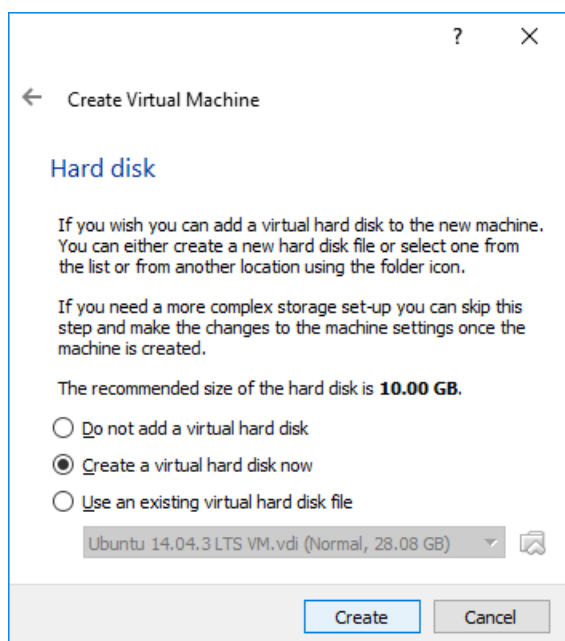 ?
Create Virtual Machine
Hard disk
If you wish you can add a virtual hard disk to the new machine.
You can either create a new hard disk file or select one from
the list or from another location using the folder icon.
If you need a more complex storage set-up you can skip this
step and make the changes to the machine settings once the
machine is created.
The recommended size of the hard disk is 10.00 GB.
Do not add a virtual hard disk
Create a virtual hard disk now
Use an existing virtual hard disk file
Ubuntu 14.04.3 LTS VM.vdi (Normal, 28.08 GB)
Create Cancel